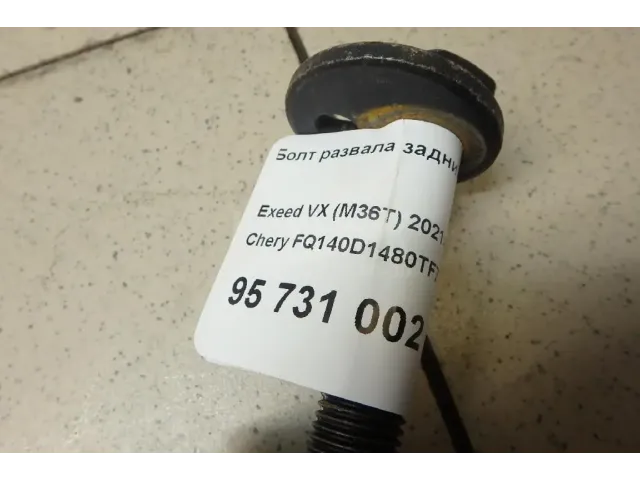 Болт развала задни
Exeed VX (M36T) 2021
Chery FQ140D1480TF
95 731 002